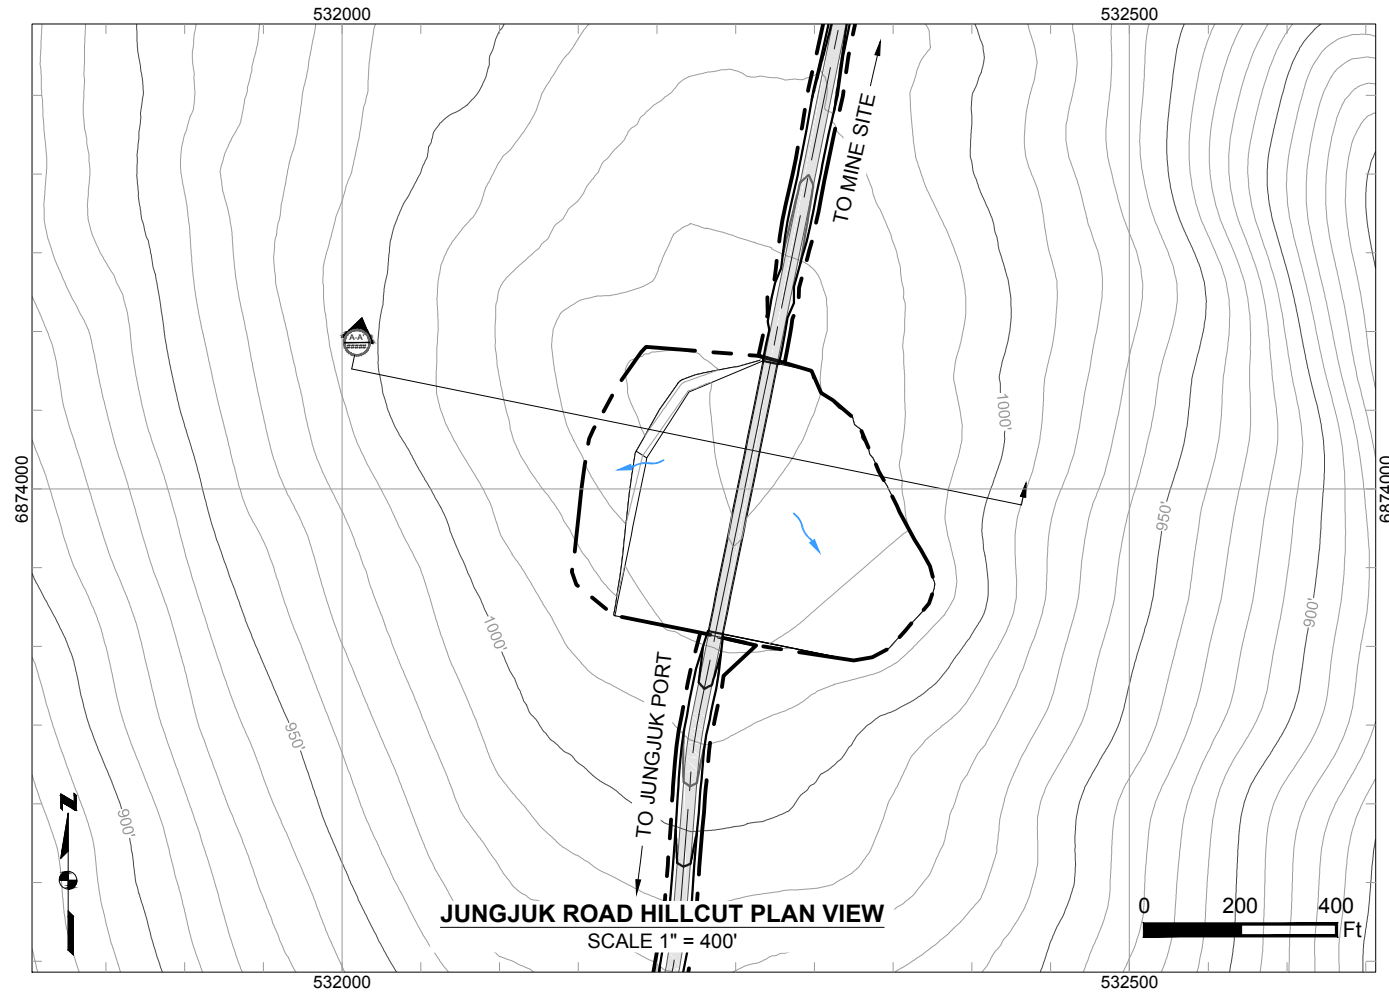 532000
532500
TO MINE SITE
A-A'
#####
1000'
6874000
6874000
950'
1000'
900'
950'
TO JUNGJUK PORT
900'
N
JUNGJUK ROAD HILLCUT PLAN VIEW
SCALE 1" = 400'
0 200 400
Ft
532000
532500